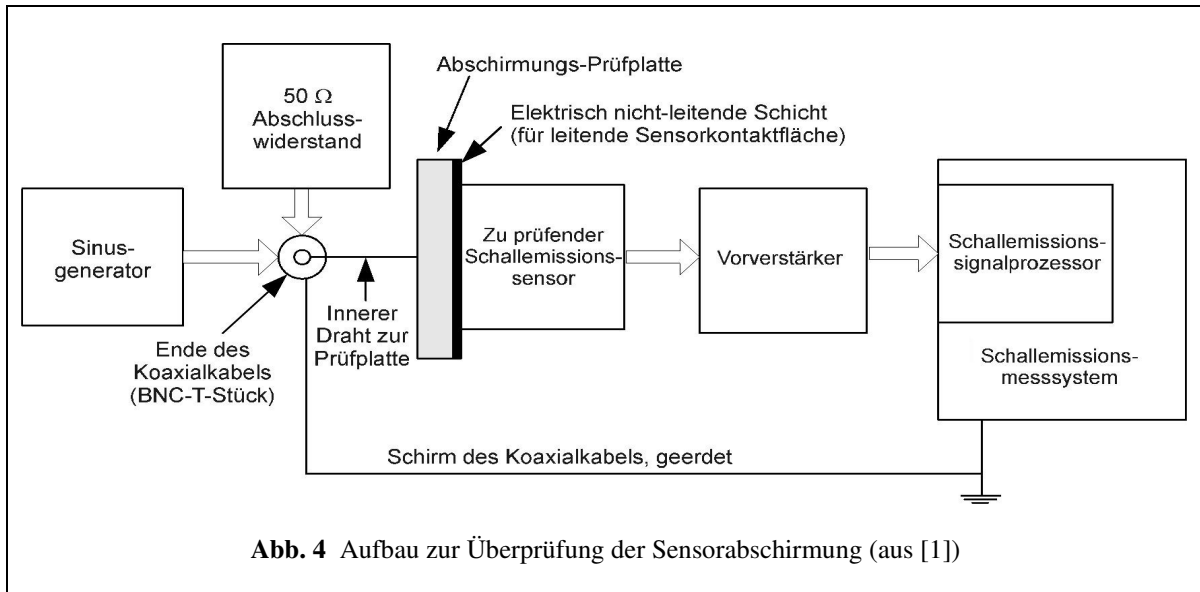 Abschirmungs-Prüfplatte
50 Ω
Abschluss-
widerstand
Elektrisch nicht-leitende Schicht
(für leitende Sensorkontaktfläche)
Sinus-
generator
Zu prüfender
Schallemissions-
sensor
Vorverstärker
Schallemissions-
signalprozessor
Innerer
Draht zur
Prüfplatte
Ende des
Koaxialkabels
(BNC-T-Stück)
Schallemissions-
messsystem
Schirm des Koaxialkabels, geerdet
Abb. 4 Aufbau zur Überprüfung der Sensorabschirmung (aus [1])